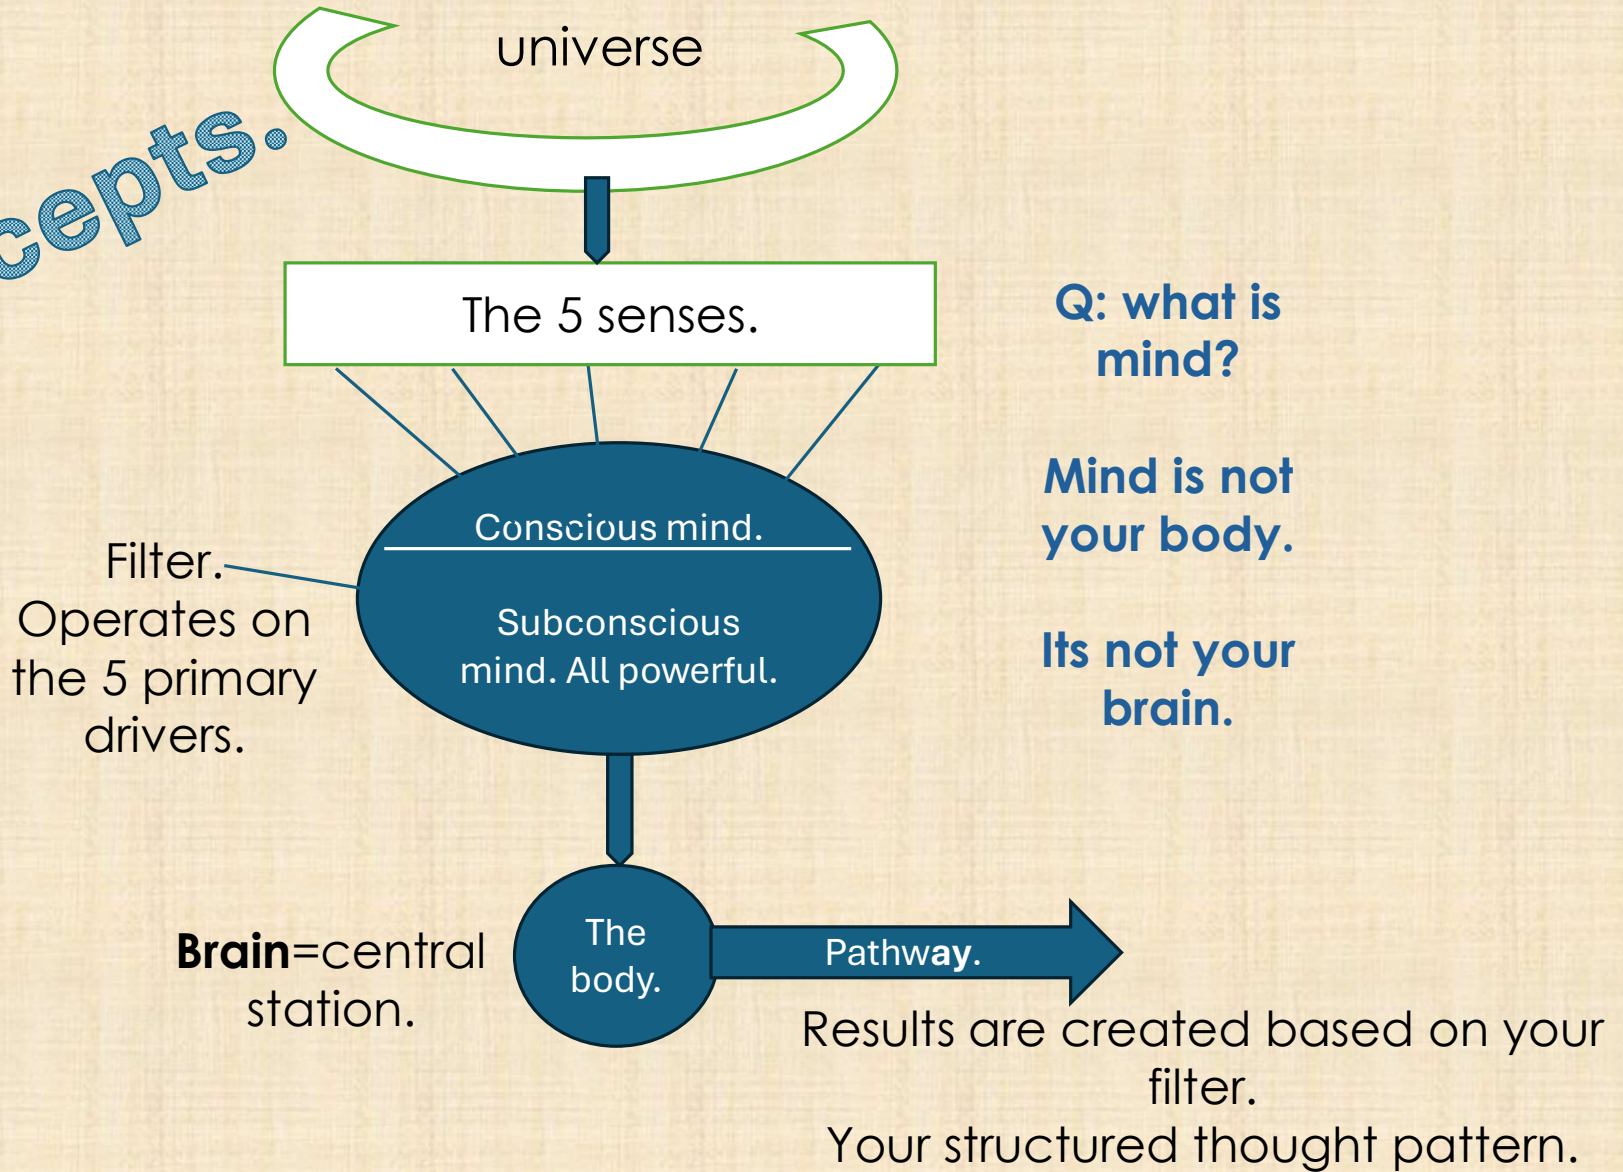 universe
cepts.
The 5 senses.
Q: what is
mind?
Mind is not
your body.
Its not your
brain.
Conscious mind.
Subconscious
mind. All powerful.
Filter.
Operates on
the 5 primary
drivers.
Brain=central
station.
The
body.
Pathway.
Results are created based on your
filter.
Your structured thought pattern.